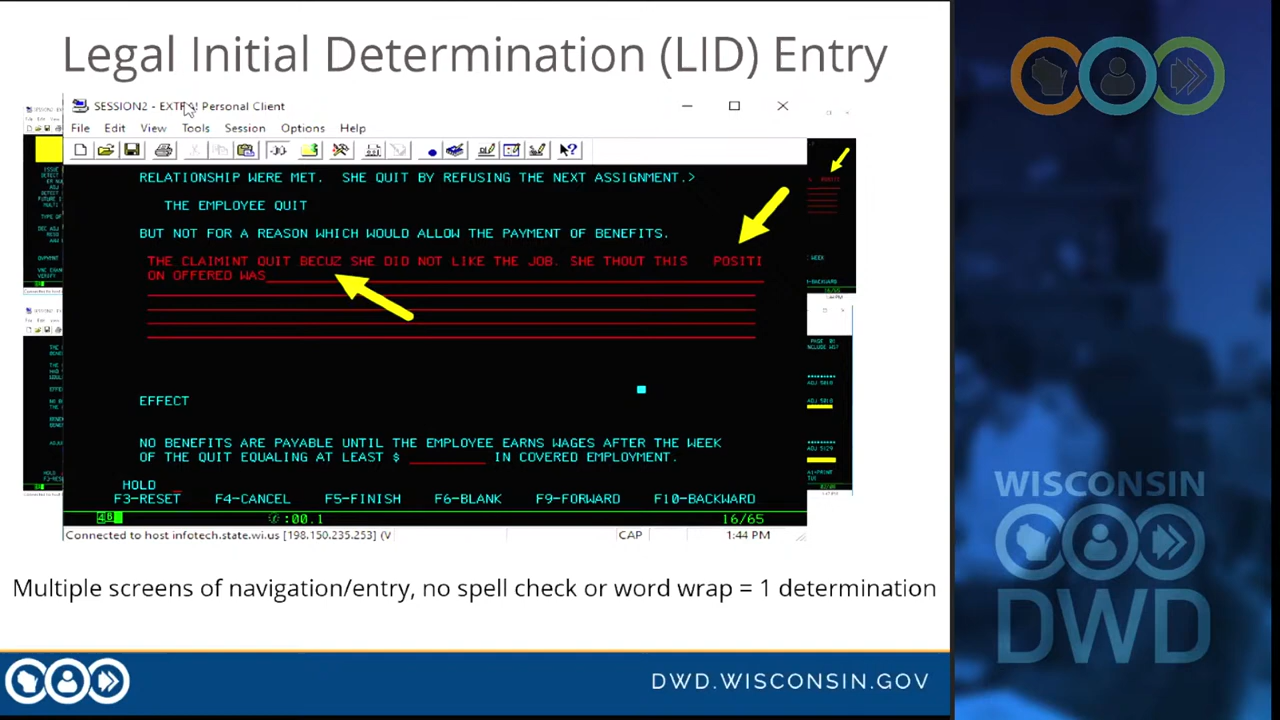 Legal Initial Determination (LID) Entry
SESSION2 - EXTRA! Personal Client
File Edit View Tools Session Options Help
RELATIONSHIP WERE MET. SHE QUIT BY REFUSING THE NEXT ASSIGNMENT.>
THE EMPLOYEE QUIT
BUT NOT FOR A REASON WHICH WOULD ALLOW THE PAYMENT OF BENEFITS.
THE CLAIMINT QUIT BECUZ SHE DID NOT LIKE THE JOB. SHE THOUT THIS POSITI
ON OFFERED WAS
EFFECT
NO BENEFITS ARE PAYABLE UNTIL THE EMPLOYEE EARNS WAGES AFTER THE WEEK
OF THE QUIT EQUALING AT LEAST $ IN COVERED EMPLOYMENT.
HOLD
F3-RESET F4-CANCEL F5-FINISH F6-BLANK F9-FORWARD F10-BACKWARD
:00.1 16/65
Connected to host infotech.state.wi.us [198.150.235.253] (V CAP 1:44 PM
Multiple screens of navigation/entry, no spell check or word wrap = 1 determination
DWD.WISCONSIN.GOV
WISCONSIN
DWD